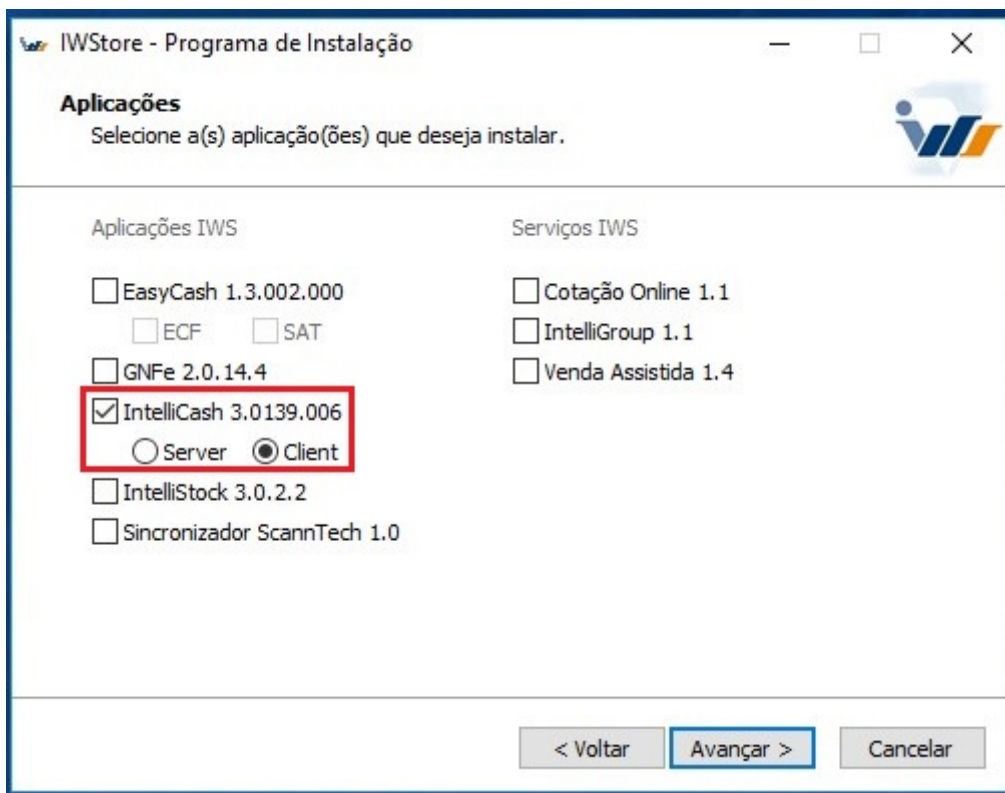 IWStore - Programa de Instalação
Aplicações
Selecione a(s) aplicação(ões) que deseja instalar.
iws
Aplicações IWS
EasyCash 1.3.002.000
ECF SAT
GNFe 2.0.14.4
IntelliCash 3.0139.006
Server Client
IntelliStock 3.0.2.2
Sincronizador ScannTech 1.0
Serviços IWS
Cotação Online 1.1
IntelliGroup 1.1
Venda Assistida 1.4
< Voltar Avançar > Cancelar